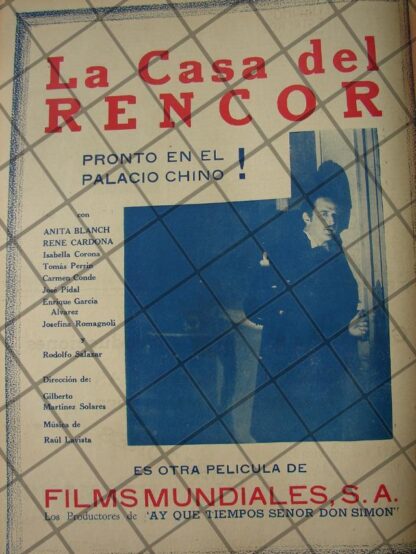 La Casa del
RENCOR
PRONTO EN EL
PALACIO CHINO !
con
ANITA BLANCH
RENE CARDONA
Isabella Corona
Tomás Perrín
Carmen Conde
José Pidal
Enrique García
Alvarez
Josefina Romagnoli
y
Rodolfo Salazar
Dirección de:
Gilberto
Martínez Solares
Música de
Raúl Lavista
ES OTRA PELICULA DE
FILMS MUNDIALES, S. A.
Los Productores de "AY QUE TIEMPOS SEÑOR DON SIMON"